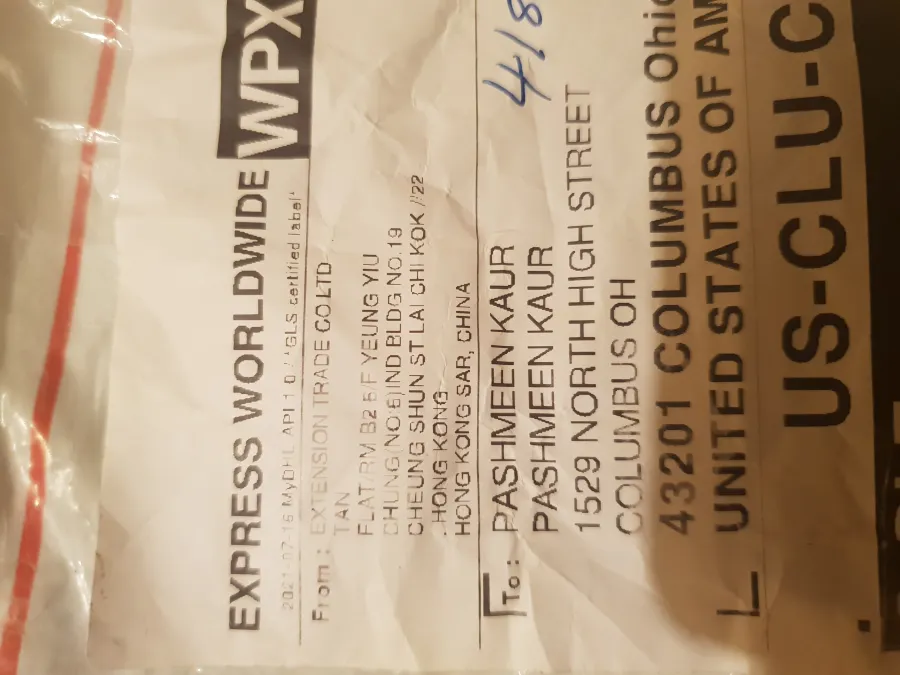 EXPRESS WORLDWIDE WPX
2021-07-16 MyDHL API 1.0 / *GLS certified label*
From : EXTENSION TRADE CO LTD
TAN
FLAT/RM B2 5/F YEUNG YIU
CHUNG(NO.6)IND BLDG NO.19
CHEUNG SHUN ST LAI CHI KOK /22
HONG KONG
HONG KONG SAR, CHINA
To : PASHMEEN KAUR
PASHMEEN KAUR
1529 NORTH HIGH STREET
COLUMBUS OH
43201 COLUMBUS Ohio
UNITED STATES OF AM
US-CLU-C
4/8